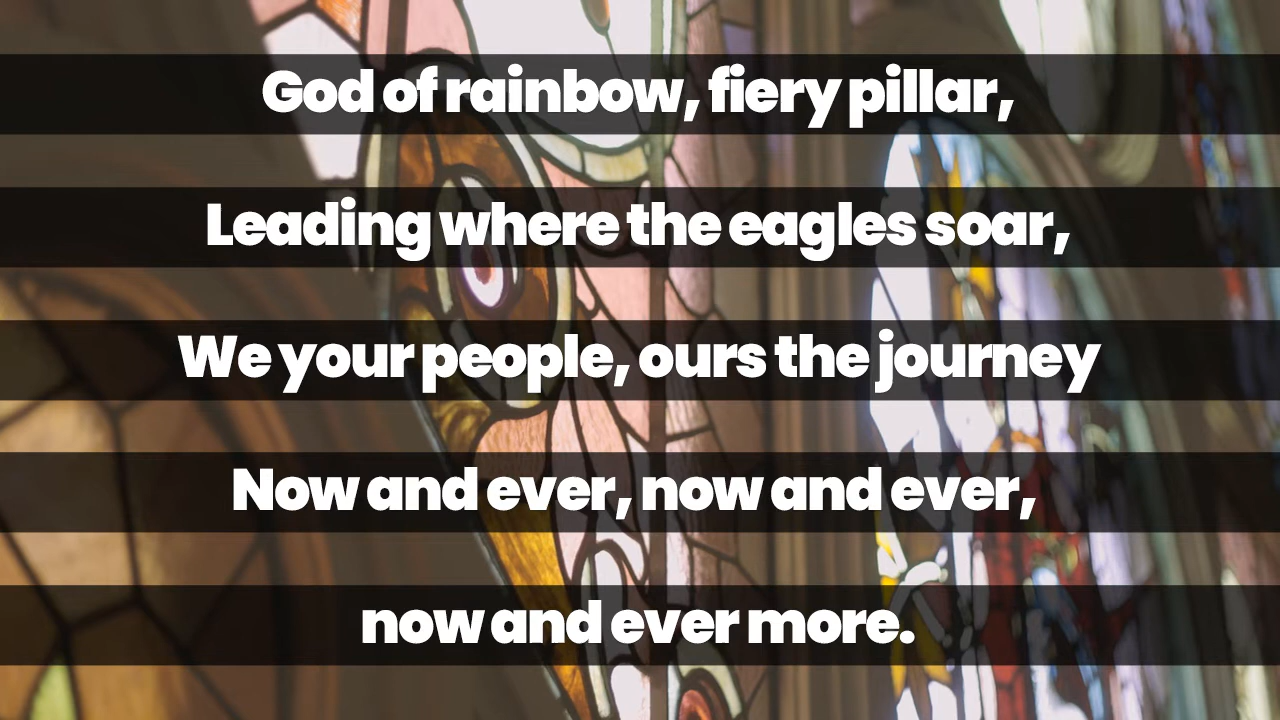 God of rainbow, fiery pillar,
Leading where the eagles soar,
We your people, ours the journey
Now and ever, now and ever,
now and ever more.